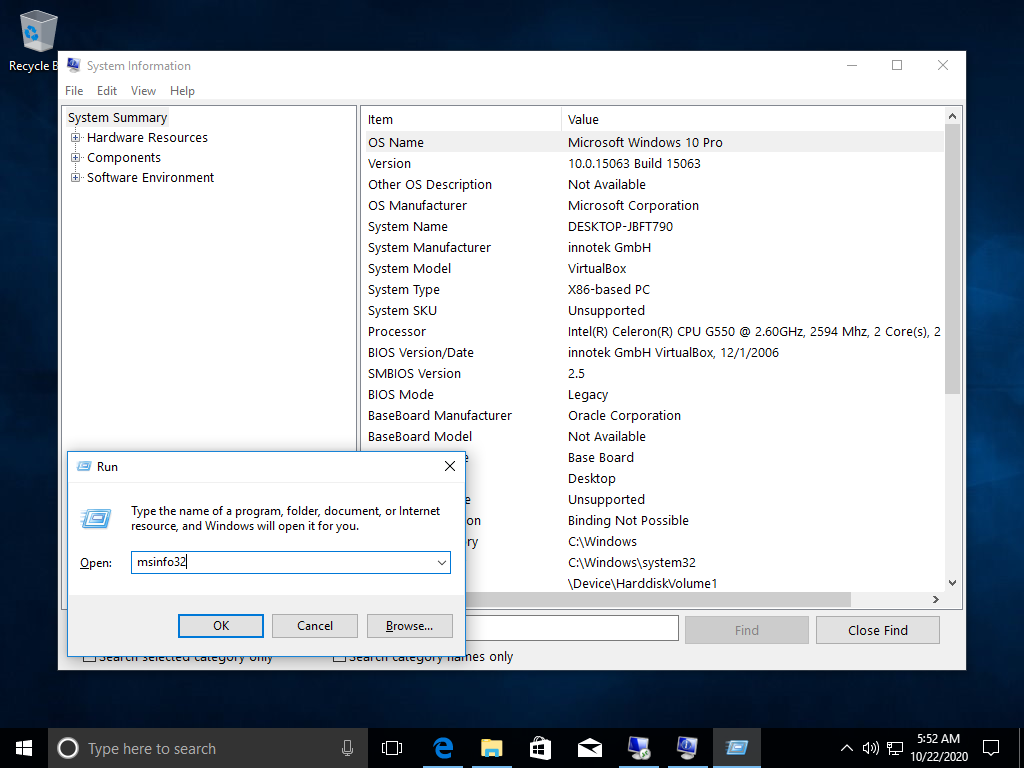 Recycle B
System Information
File Edit View Help
System Summary
Hardware Resources
Components
Software Environment
Item Value
OS Name Microsoft Windows 10 Pro
Version 10.0.15063 Build 15063
Other OS Description Not Available
OS Manufacturer Microsoft Corporation
System Name DESKTOP-JBFT790
System Manufacturer innotek GmbH
System Model VirtualBox
System Type X86-based PC
System SKU Unsupported
Processor Intel(R) Celeron(R) CPU G550 @ 2.60GHz, 2594 Mhz, 2 Core(s), 2
BIOS Version/Date innotek GmbH VirtualBox, 12/1/2006
SMBIOS Version 2.5
BIOS Mode Legacy
BaseBoard Manufacturer Oracle Corporation
BaseBoard Model Not Available
e Base Board
Desktop
e Unsupported
on Binding Not Possible
ry C:\Windows
C:\Windows\system32
\Device\HarddiskVolume1
Run
Type the name of a program, folder, document, or Internet
resource, and Windows will open it for you.
Open: msinfo32
OK Cancel Browse...
Find Close Find
Search selected category only Search category names only
Type here to search
5:52 AM
10/22/2020